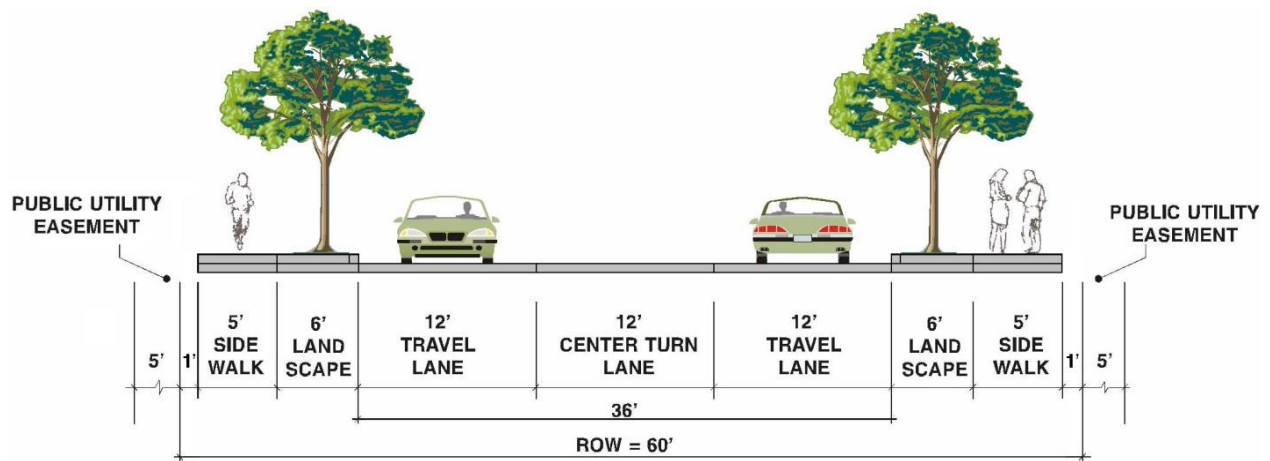 PUBLIC UTILITY
EASEMENT
PUBLIC UTILITY
EASEMENT
5'
1'
5'
SIDE
WALK
6'
LAND
SCAPE
12'
TRAVEL
LANE
12'
CENTER TURN
LANE
12'
TRAVEL
LANE
6'
LAND
SCAPE
5'
SIDE
WALK
1'
5'
36'
ROW = 60'